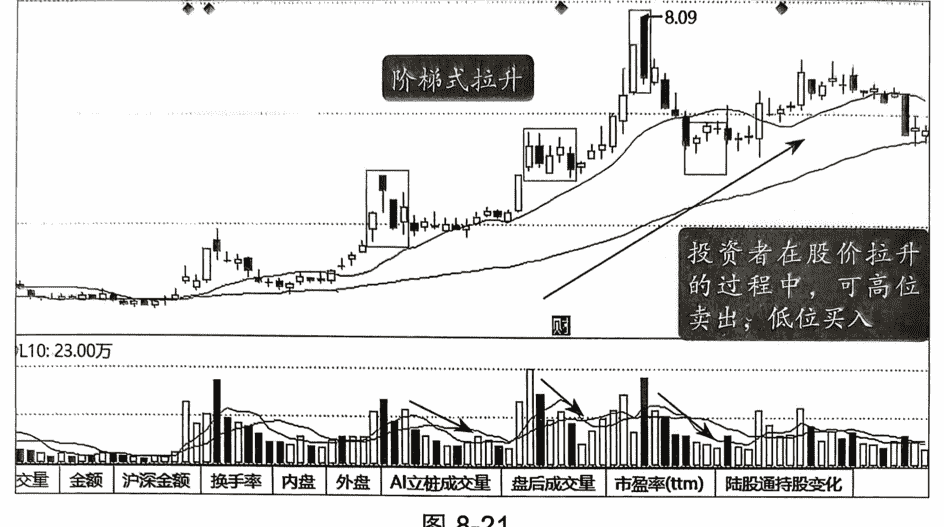 8.09
阶梯式拉升
投资者在股价拉升
的过程中，可高位
卖出，低位买入
财
L10: 23.00万
交量 金额 沪深金额 换手率 内盘 外盘 AI立桩成交量 盘后成交量 市盈率(ttm) 陆股通持股变化
图 8-21